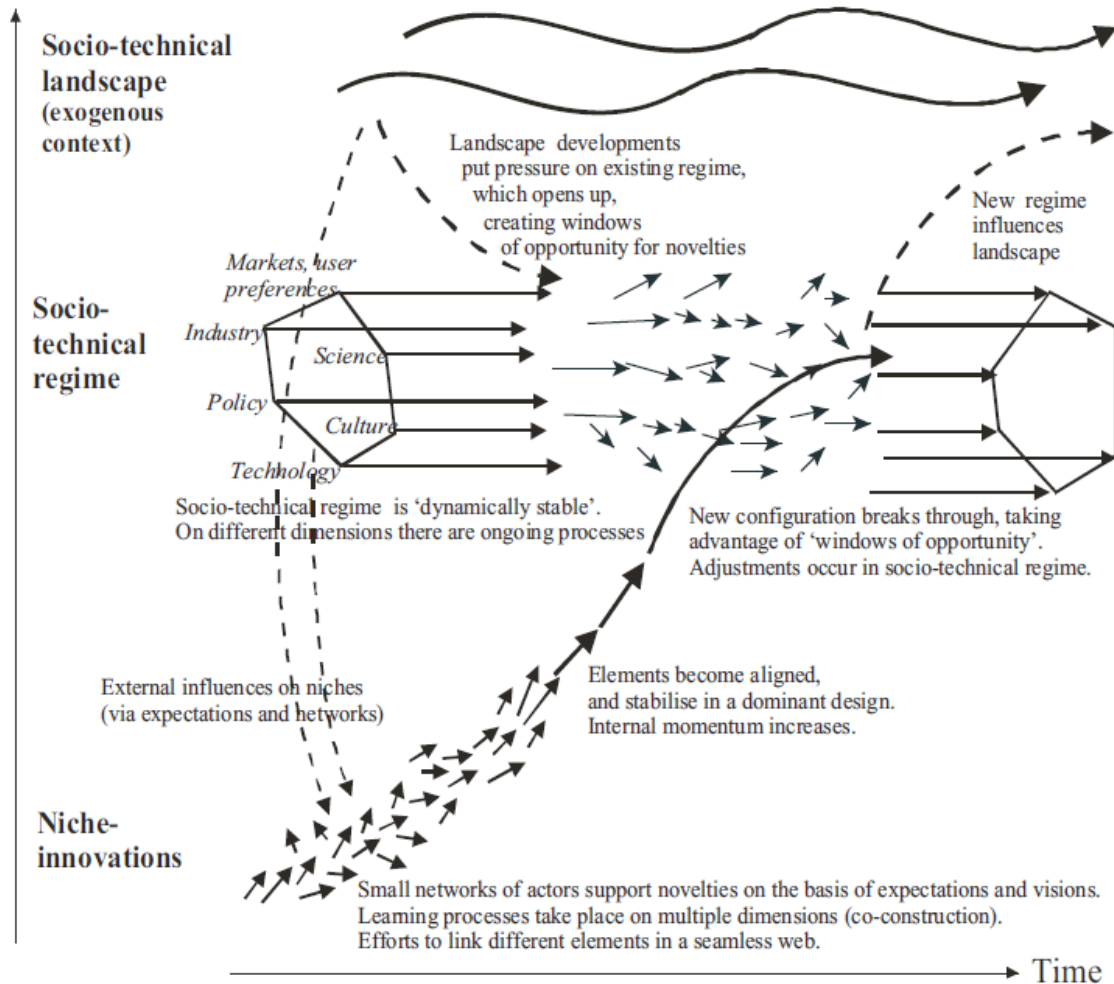 Socio-technical
landscape
(exogenous
context)
Landscape developments
put pressure on existing regime,
which opens up,
creating windows
of opportunity for novelties
New regime
influences
landscape
Socio-
technical
regime
Markets, user
preferences
Industry
Science
Policy
Culture
Technology
Socio-technical regime is ‘dynamically stable’.
On different dimensions there are ongoing processes
New configuration breaks through, taking
advantage of ‘windows of opportunity’.
Adjustments occur in socio-technical regime.
External influences on niches
(via expectations and networks)
Elements become aligned,
and stabilise in a dominant design.
Internal momentum increases.
Niche-
innovations
Small networks of actors support novelties on the basis of expectations and visions.
Learning processes take place on multiple dimensions (co-construction).
Efforts to link different elements in a seamless web.
Time